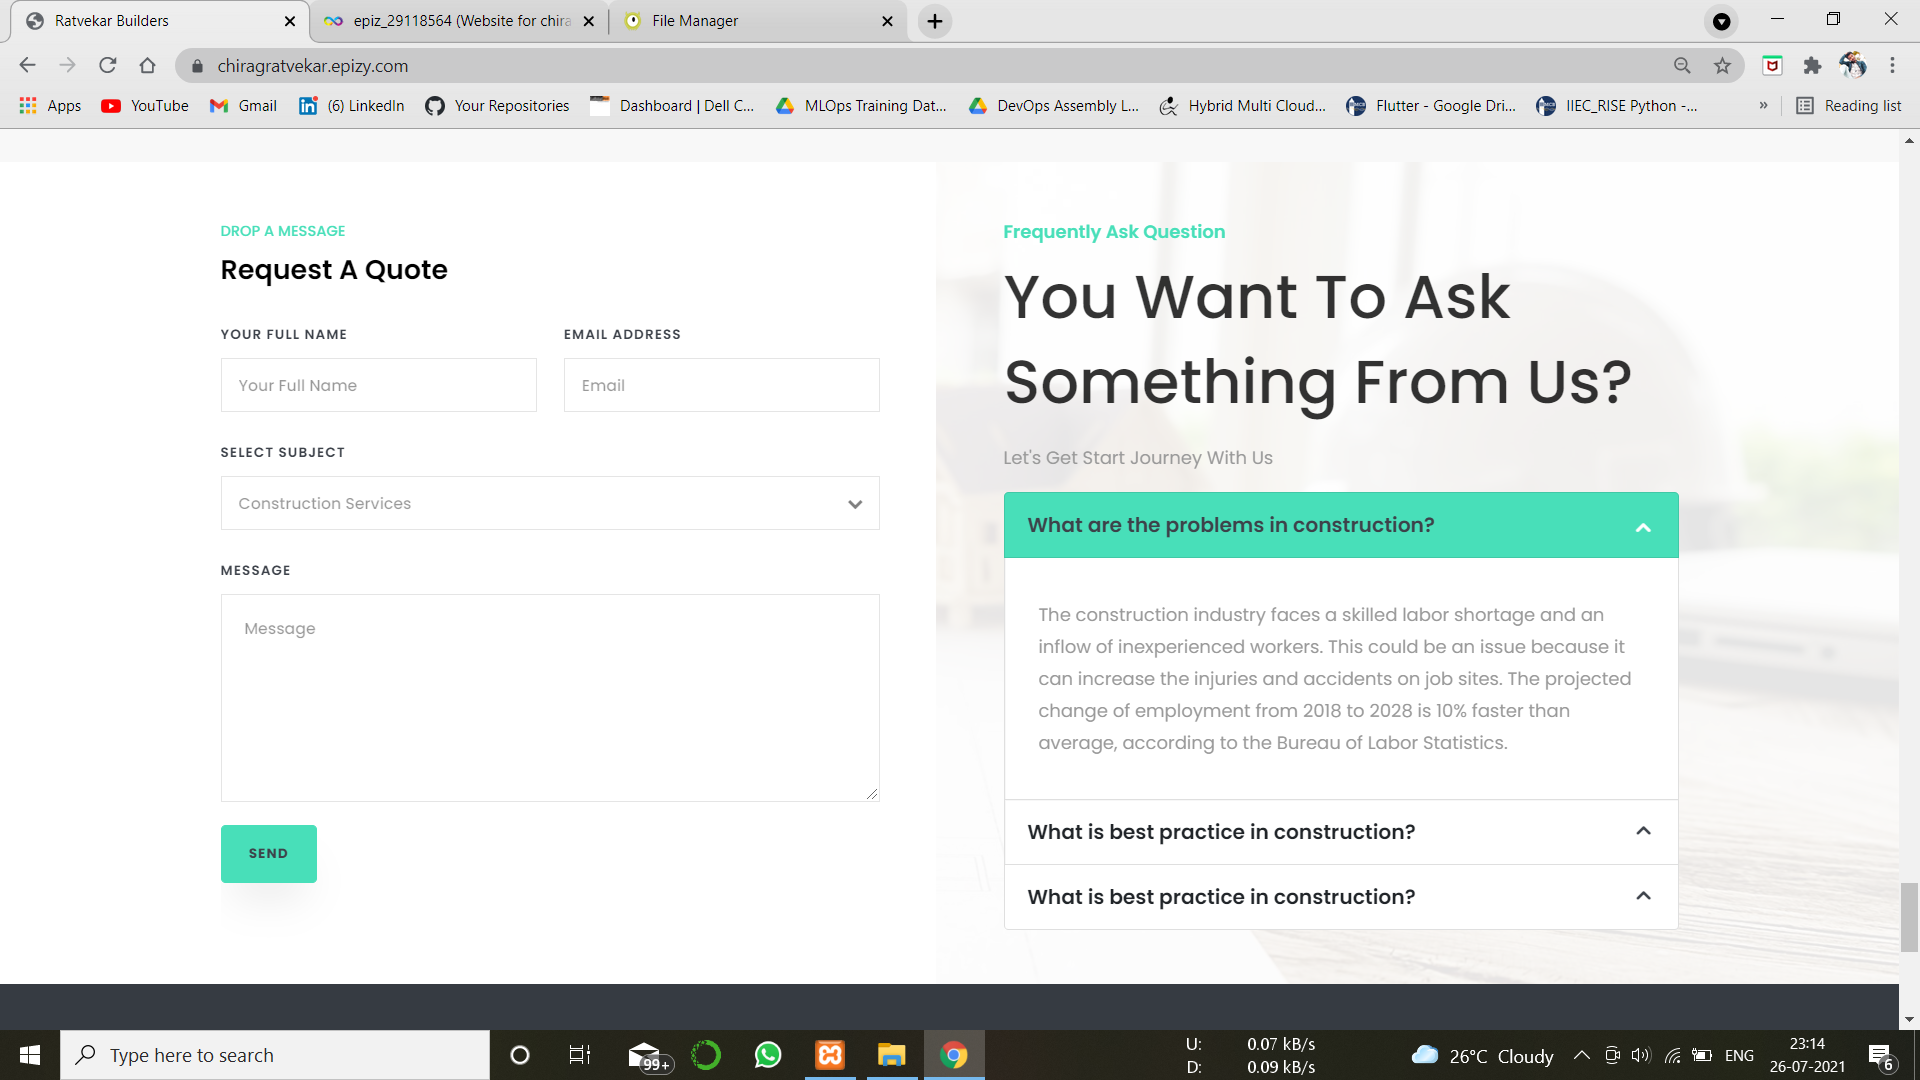 Ratvekar Builders
epiz_29118564 (Website for chira
File Manager
chiragratvekar.epizy.com
Apps
YouTube
Gmail
(6) LinkedIn
Your Repositories
Dashboard | Dell C...
MLOps Training Dat...
DevOps Assembly L...
Hybrid Multi Cloud...
Flutter - Google Dri...
IIEC_RISE Python -...
»
Reading list
DROP A MESSAGE
Request A Quote
YOUR FULL NAME
EMAIL ADDRESS
Your Full Name
Email
SELECT SUBJECT
Construction Services
MESSAGE
Message
SEND
Frequently Ask Question
You Want To Ask
Something From Us?
Let's Get Start Journey With Us
What are the problems in construction?
The construction industry faces a skilled labor shortage and an
inflow of inexperienced workers. This could be an issue because it
can increase the injuries and accidents on job sites. The projected
change of employment from 2018 to 2028 is 10% faster than
average, according to the Bureau of Labor Statistics.
What is best practice in construction?
What is best practice in construction?
Type here to search
99+
U: 0.07 kB/s
D: 0.09 kB/s
26°C Cloudy
ENG
23:14
26-07-2021
6